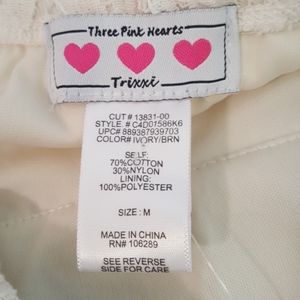 Three Pink Hearts
Trixxi
CUT # 13831-00
STYLE. # C4D01586K6
UPC# 889387939703
COLOR# IVORY/BRN
SELF:
70%COTTON
30%NYLON
LINING:
100%POLYESTER
SIZE : M
MADE IN CHINA
RN# 106289
SEE REVERSE
SIDE FOR CARE